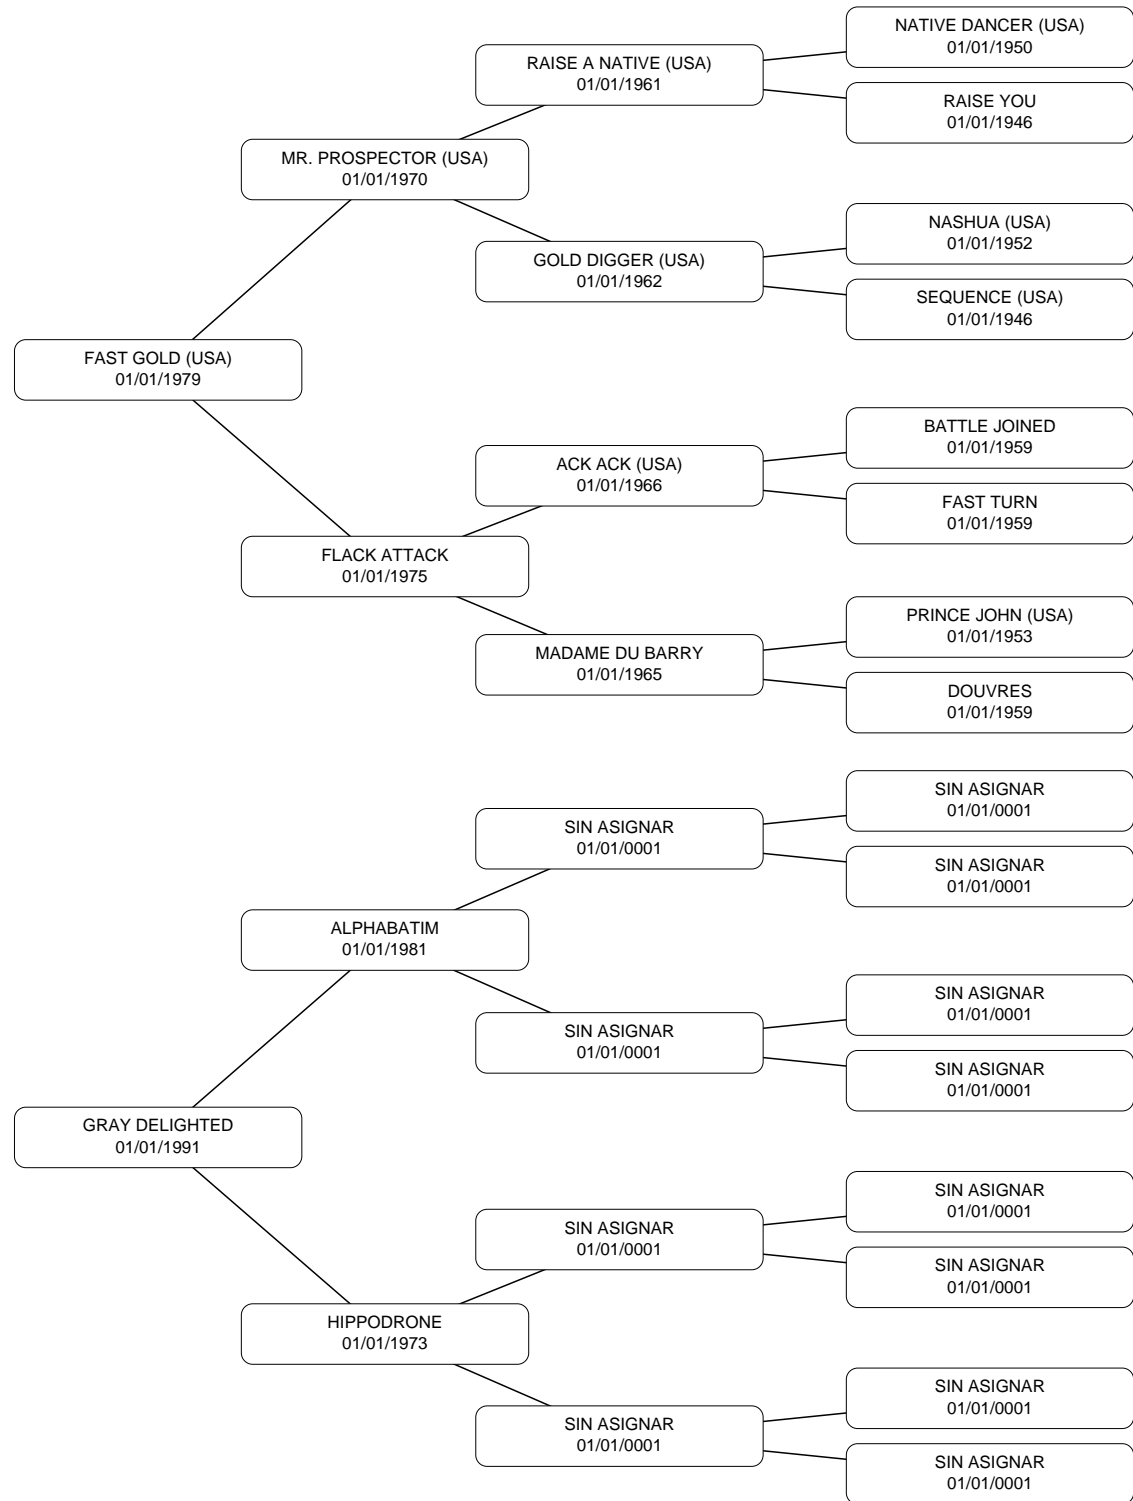 NATIVE DANCER (USA)
01/01/1950
RAISE A NATIVE (USA)
01/01/1961
RAISE YOU
01/01/1946
MR. PROSPECTOR (USA)
01/01/1970
NASHUA (USA)
01/01/1952
GOLD DIGGER (USA)
01/01/1962
SEQUENCE (USA)
01/01/1946
FAST GOLD (USA)
01/01/1979
BATTLE JOINED
01/01/1959
ACK ACK (USA)
01/01/1966
FAST TURN
01/01/1959
FLACK ATTACK
01/01/1975
PRINCE JOHN (USA)
01/01/1953
MADAME DU BARRY
01/01/1965
DOUVRES
01/01/1959
SIN ASIGNAR
01/01/0001
SIN ASIGNAR
01/01/0001
SIN ASIGNAR
01/01/0001
ALPHABATIM
01/01/1981
SIN ASIGNAR
01/01/0001
SIN ASIGNAR
01/01/0001
SIN ASIGNAR
01/01/0001
GRAY DELIGHTED
01/01/1991
SIN ASIGNAR
01/01/0001
SIN ASIGNAR
01/01/0001
SIN ASIGNAR
01/01/0001
HIPPODRONE
01/01/1973
SIN ASIGNAR
01/01/0001
SIN ASIGNAR
01/01/0001
SIN ASIGNAR
01/01/0001